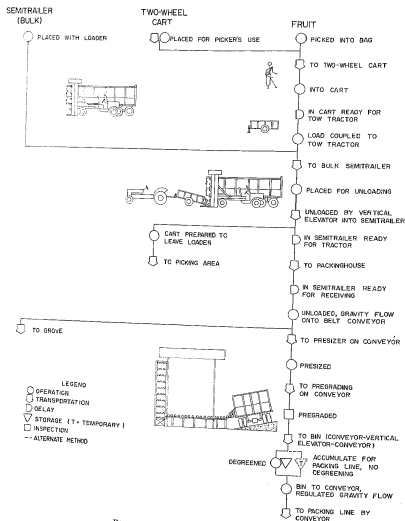 SEMITRAILER
(BULK)
PLACED WITH LOADER
TWO-WHEEL
CART
PLACED FOR PICKER'S USE
FRUIT
PICKED INTO BAG
TO TWO-WHEEL CART
INTO CART
IN CART READY FOR
TOW TRACTOR
LOAD COUPLED TO
TOW TRACTOR
TO BULK SEMITRAILER
PLACED FOR UNLOADING
UNLOADED BY VERTICAL
ELEVATOR INTO SEMITRAILER
CART PREPARED TO
LEAVE LOADER
TO PICKING AREA
IN SEMITRAILER READY
FOR TRACTOR
TO PACKINGHOUSE
IN SEMITRAILER READY
FOR RECEIVING
UNLOADED, GRAVITY FLOW
ONTO BELT CONVEYOR
TO GROVE
TO PRESIZER ON CONVEYOR
PRESIZED
TO PREGRADING
ON CONVEYOR
PREGRADED
TO BIN (CONVEYOR-VERTICAL
ELEVATOR-CONVEYOR)
DEGREENED
T
ACCUMULATE FOR
PACKING LINE, NO
DEGREENING
BIN TO CONVEYOR,
REGULATED GRAVITY FLOW
TO PACKING LINE BY
CONVEYOR
LEGEND
OPERATION
TRANSPORTATION
DELAY
STORAGE (T = TEMPORARY)
INSPECTION
ALTERNATE METHOD